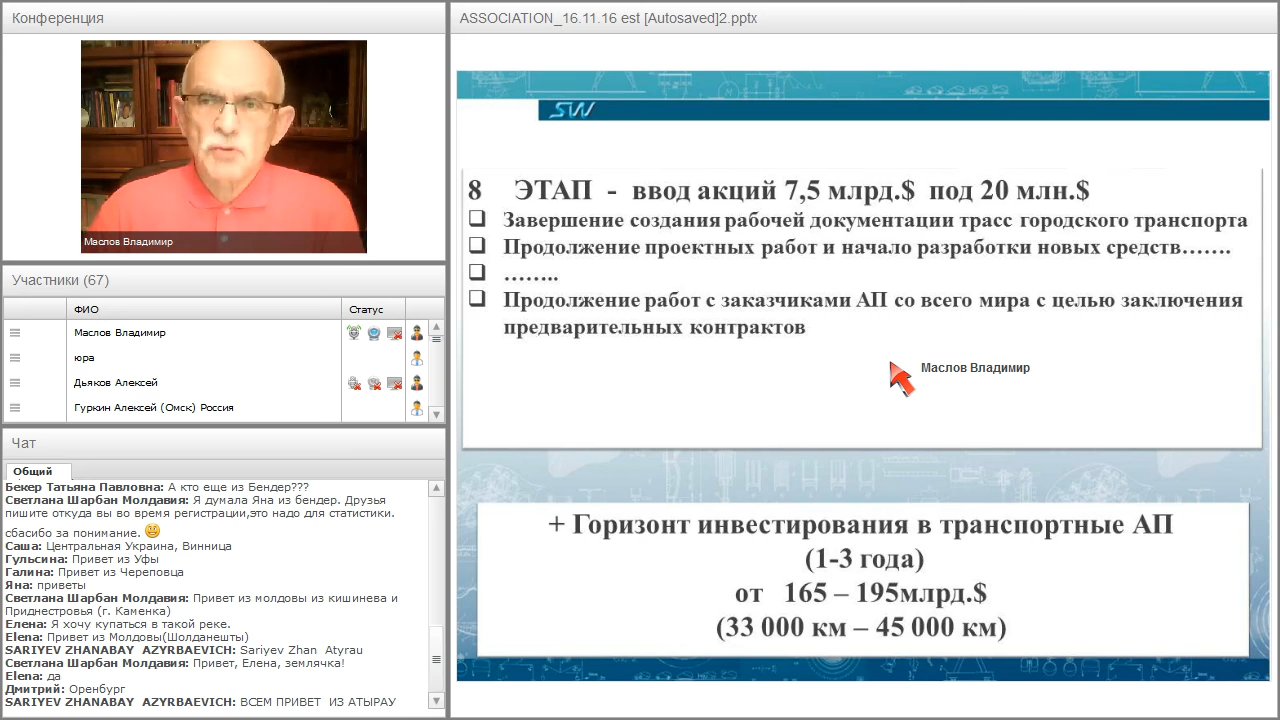 Конференция
Маслов Владимир
Участники (67)
ФИО
Статус
Маслов Владимир
юра
Дьяков Алексей
Гуркин Алексей (Омск) Россия
Чат
Общий
Бекер Татьяна Павловна: А кто еще из Бендер???
Светлана Шарбан Молдавия: Я думала Яна из бендер. Друзья
пишите откуда вы во время регистрации,это надо для статистики.
сбасибо за понимание.
Саша: Центральная Украина, Винница
Гульсина: Привет из Уфы
Галина: Привет из Череповца
Яна: приветы
Светлана Шарбан Молдавия: Привет из молдовы из кишинева и
Приднестровья (г. Каменка)
Елена: Я хочу купаться в такой реке.
Elena: Привет из Молдовы(Шолданешты)
SARIYEV ZHANABAY AZYRBAEVICH: Sariyev Zhan Atyrau
Светлана Шарбан Молдавия: Привет, Елена, землячка!
Elena: да
Дмитрий: Оренбург
SARIYEV ZHANABAY AZYRBAEVICH: ВСЕМ ПРИВЕТ ИЗ АТЫРАУ
ASSOCIATION_16.11.16 est [Autosaved]2.pptx
SW
8 ЭТАП - ввод акций 7,5 млрд.$ под 20 млн.$
Завершение создания рабочей документации трасс городского транспорта
Продолжение проектных работ и начало разработки новых средств…….
……..
Продолжение работ с заказчиками АП со всего мира с целью заключения
предварительных контрактов
Маслов Владимир
+ Горизонт инвестирования в транспортные АП
(1-3 года)
от 165 – 195млрд.$
(33 000 км – 45 000 км)